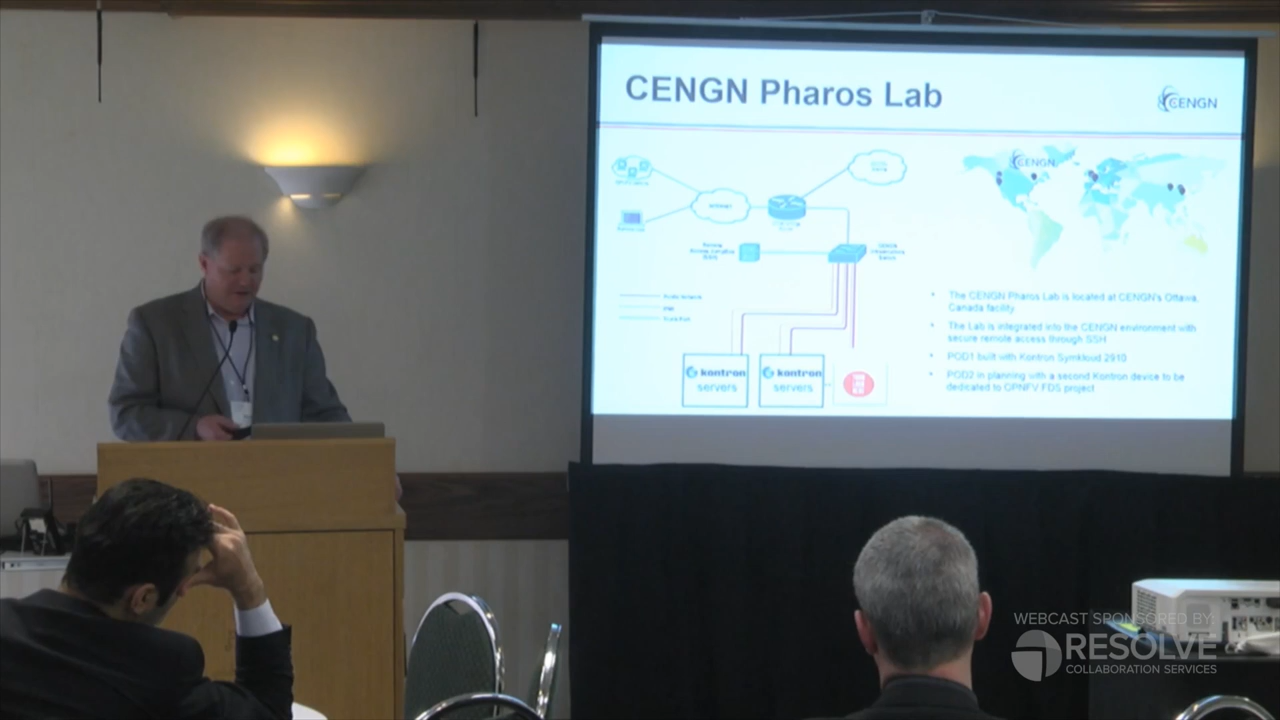 CENGN Pharos Lab
CENGN
CENGN
INTERNET
• The CENGN Pharos Lab is located at CENGN's Ottawa,
Canada facility
• The Lab is integrated into the CENGN environment with
secure remote access through SSH
• POD1 built with Kontron Symkloud 2910
• POD2 in planning with a second Kontron device to be
dedicated to OPNFV FDS project
kontron
servers
kontron
servers
WEBCAST SPONSORED BY:
RESOLVE
COLLABORATION SERVICES